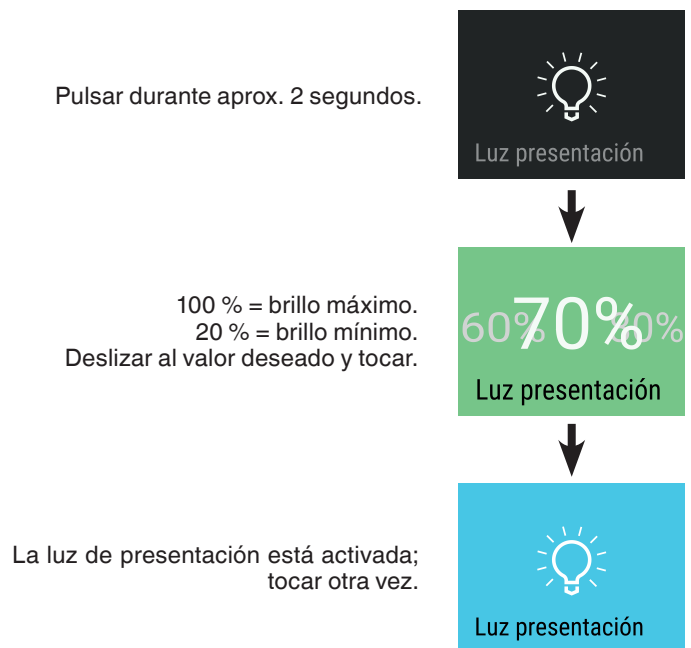 Pulsar durante aprox. 2 segundos.
Luz presentación
100 % = brillo máximo.
20 % = brillo mínimo.
Deslizar al valor deseado y tocar.
60% 70% 80%
Luz presentación
La luz de presentación está activada;
tocar otra vez.
Luz presentación